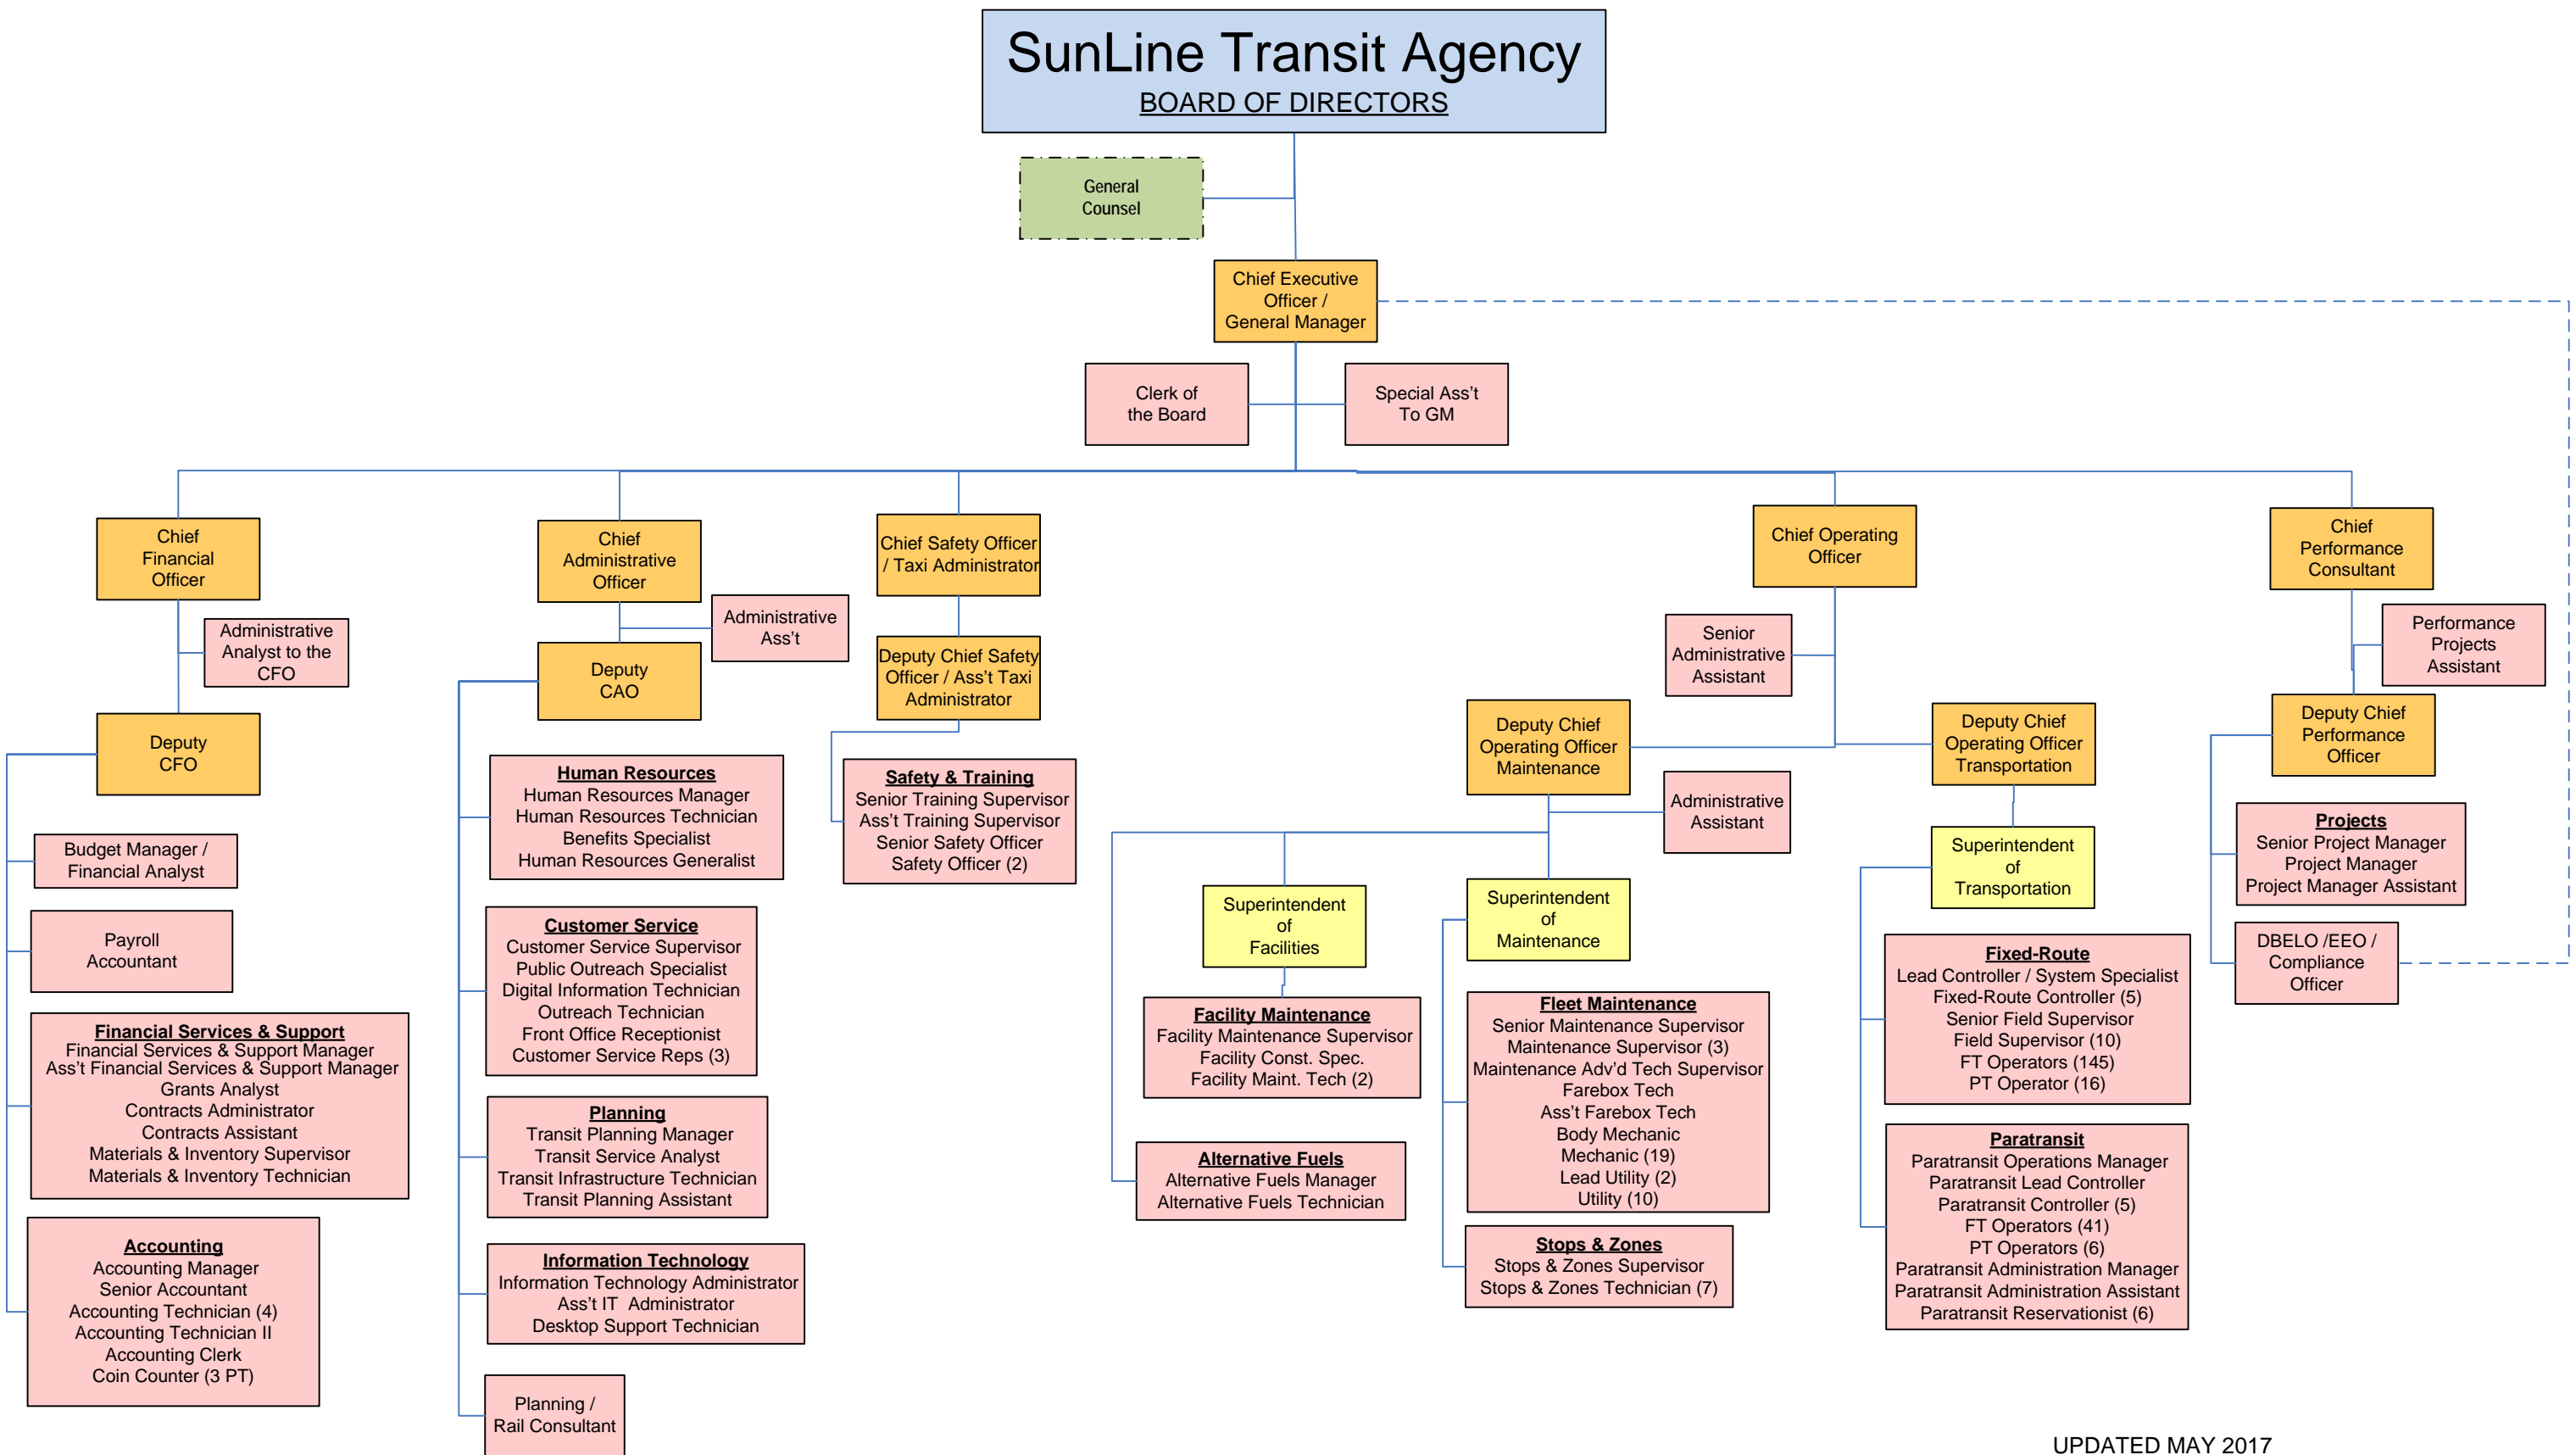 SunLine Transit Agency
BOARD OF DIRECTORS
General
Counsel
Chief Executive
Officer /
General Manager
Clerk of
the Board
Special Ass't
To GM
Chief
Financial
Officer
Administrative
Analyst to the
CFO
Deputy
CFO
Budget Manager /
Financial Analyst
Payroll
Accountant
Financial Services & Support
Financial Services & Support Manager
Ass't Financial Services & Support Manager
Grants Analyst
Contracts Administrator
Contracts Assistant
Materials & Inventory Supervisor
Materials & Inventory Technician
Accounting
Accounting Manager
Senior Accountant
Accounting Technician (4)
Accounting Technician II
Accounting Clerk
Coin Counter (3 PT)
Chief
Administrative
Officer
Administrative
Ass't
Deputy
CAO
Human Resources
Human Resources Manager
Human Resources Technician
Benefits Specialist
Human Resources Generalist
Customer Service
Customer Service Supervisor
Public Outreach Specialist
Digital Information Technician
Outreach Technician
Front Office Receptionist
Customer Service Reps (3)
Planning
Transit Planning Manager
Transit Service Analyst
Transit Infrastructure Technician
Transit Planning Assistant
Information Technology
Information Technology Administrator
Ass't IT Administrator
Desktop Support Technician
Planning /
Rail Consultant
Chief Safety Officer
/ Taxi Administrator
Deputy Chief Safety
Officer / Ass't Taxi
Administrator
Safety & Training
Senior Training Supervisor
Ass't Training Supervisor
Senior Safety Officer
Safety Officer (2)
Chief Operating
Officer
Senior
Administrative
Assistant
Deputy Chief
Operating Officer
Maintenance
Administrative
Assistant
Superintendent
of
Facilities
Facility Maintenance
Facility Maintenance Supervisor
Facility Const. Spec.
Facility Maint. Tech (2)
Alternative Fuels
Alternative Fuels Manager
Alternative Fuels Technician
Superintendent
of
Maintenance
Fleet Maintenance
Senior Maintenance Supervisor
Maintenance Supervisor (3)
Maintenance Adv'd Tech Supervisor
Farebox Tech
Ass't Farebox Tech
Body Mechanic
Mechanic (19)
Lead Utility (2)
Utility (10)
Stops & Zones
Stops & Zones Supervisor
Stops & Zones Technician (7)
Deputy Chief
Operating Officer
Transportation
Superintendent
of
Transportation
Fixed-Route
Lead Controller / System Specialist
Fixed-Route Controller (5)
Senior Field Supervisor
Field Supervisor (10)
FT Operators (145)
PT Operator (16)
Paratransit
Paratransit Operations Manager
Paratransit Lead Controller
Paratransit Controller (5)
FT Operators (41)
PT Operators (6)
Paratransit Administration Manager
Paratransit Administration Assistant
Paratransit Reservationist (6)
Chief
Performance
Consultant
Performance
Projects
Assistant
Deputy Chief
Performance
Officer
Projects
Senior Project Manager
Project Manager
Project Manager Assistant
DBELO /EEO /
Compliance
Officer
UPDATED MAY 2017